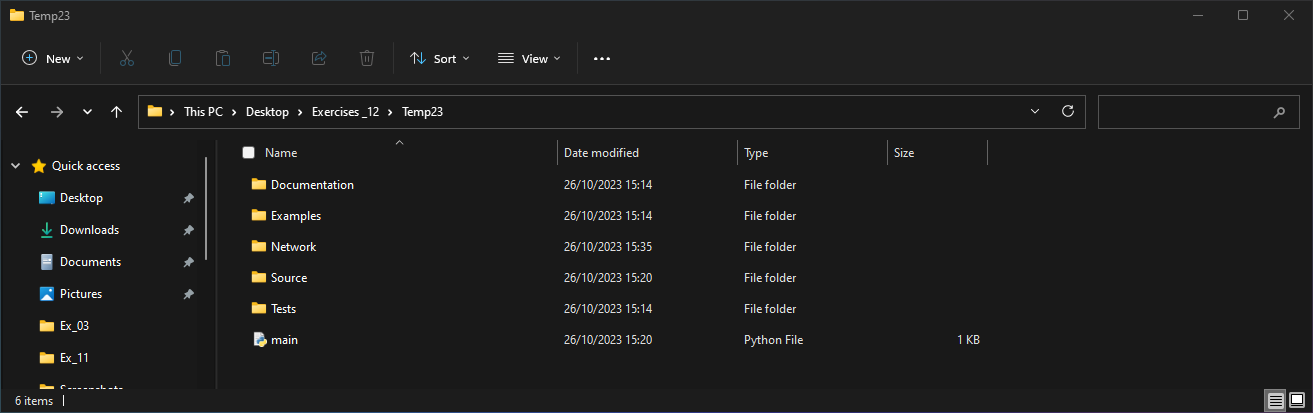 Temp23
New Sort View
This PC Desktop Exercises _12 Temp23
Quick access
Desktop
Downloads
Documents
Pictures
Ex_03
Ex_11
Screenshots
Name Date modified Type Size
Documentation 26/10/2023 15:14 File folder
Examples 26/10/2023 15:14 File folder
Network 26/10/2023 15:35 File folder
Source 26/10/2023 15:20 File folder
Tests 26/10/2023 15:14 File folder
main 26/10/2023 15:20 Python File 1 KB
6 items